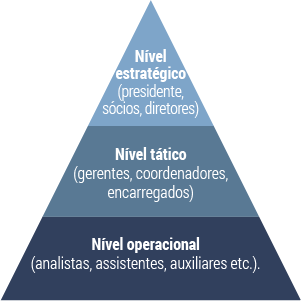 Nível
estratégico
(presidente,
sócios, diretores)
Nível tático
(gerentes, coordenadores,
encarregados)
Nível operacional
(analistas, assistentes, auxiliares etc.).